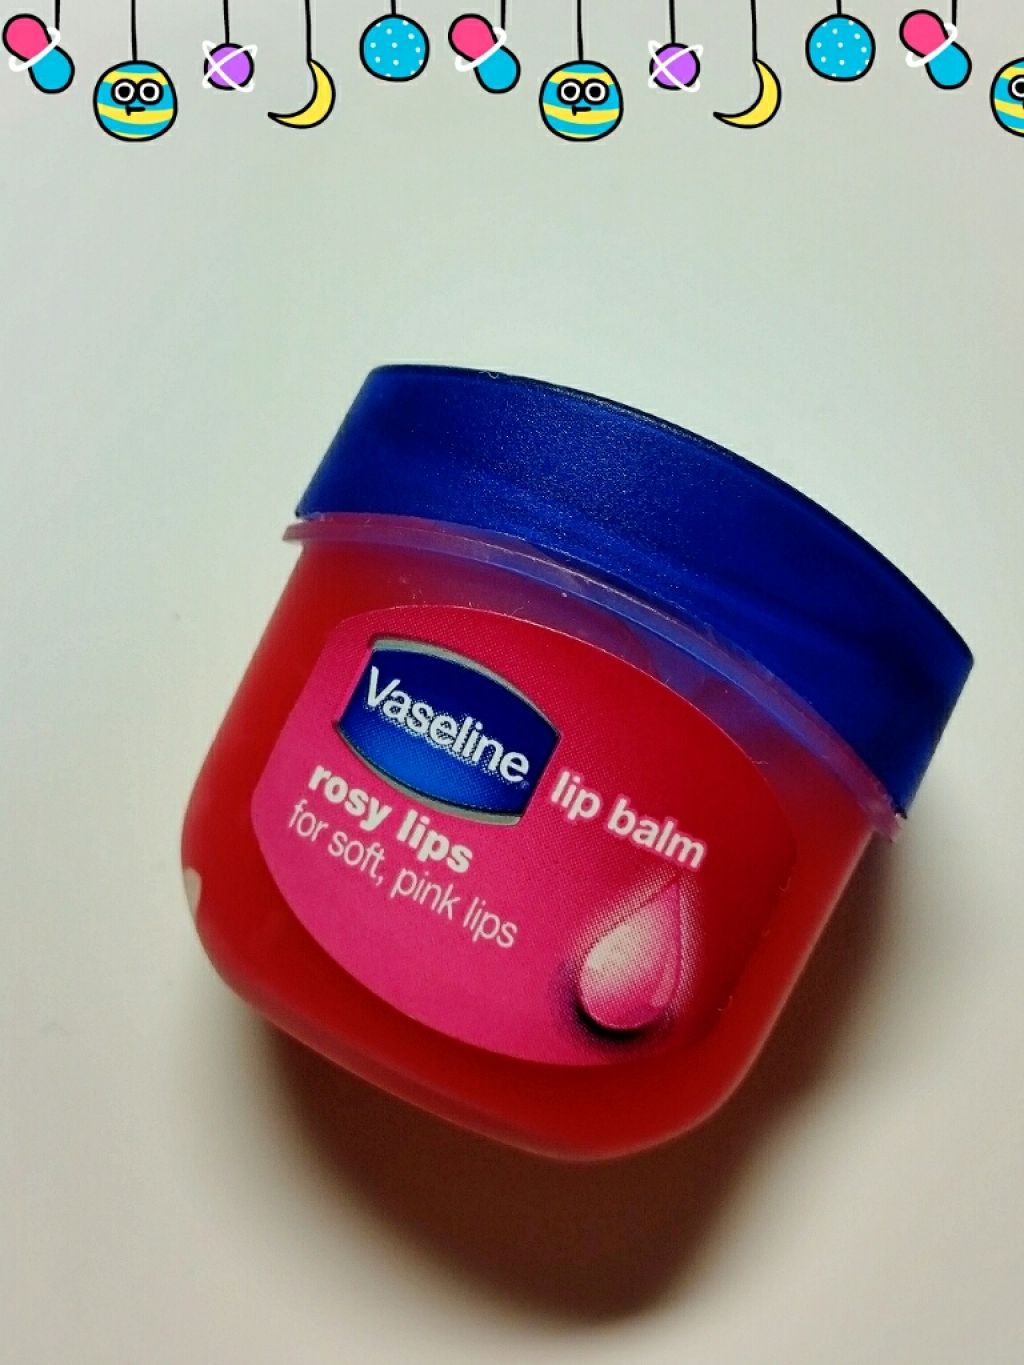 Vaseline
lip balm
rosy lips
for soft, pink lips